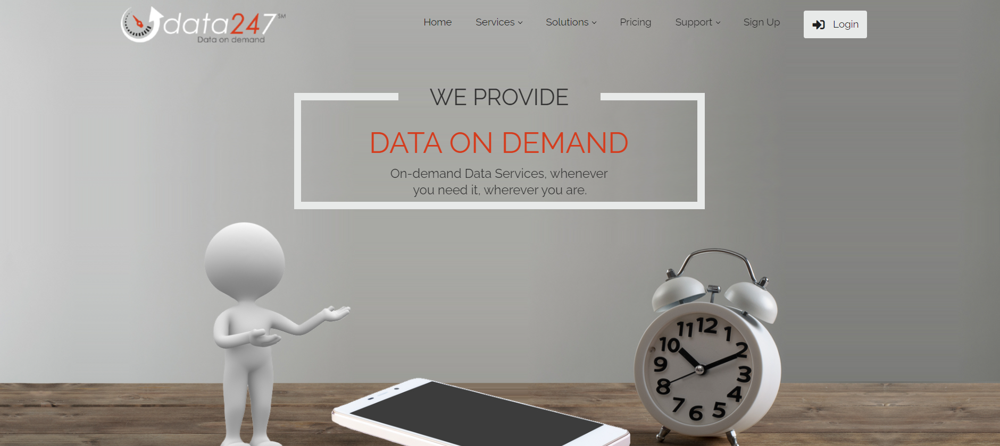 data247 SM
Data on demand
Home Services Solutions Pricing Support Sign Up Login
WE PROVIDE
DATA ON DEMAND
On-demand Data Services, whenever
you need it, wherever you are.
12
1
2
3
4
5
6
7
8
9
10
11